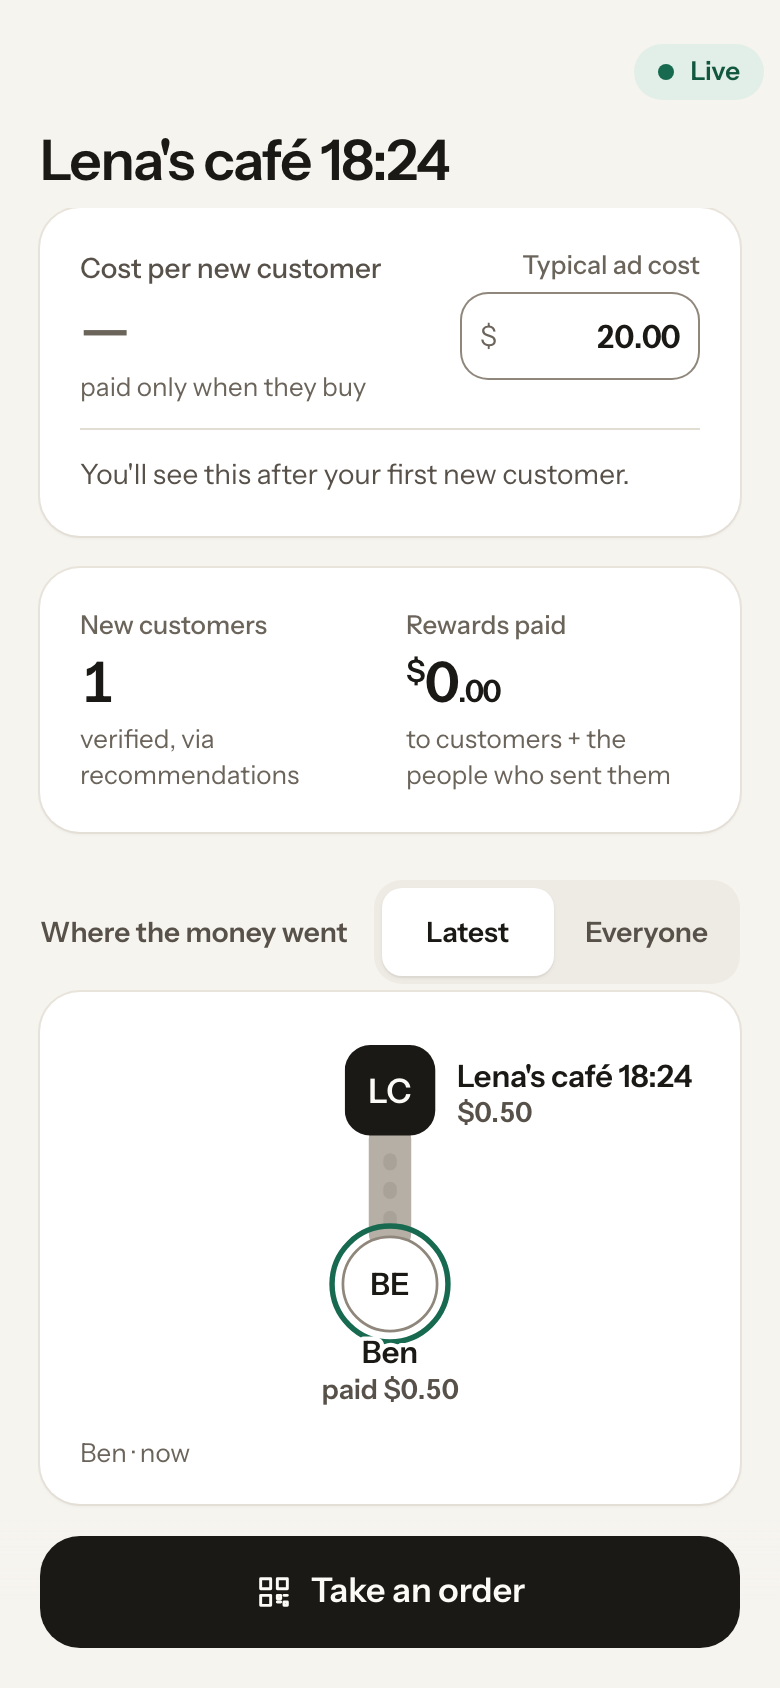 Live
Lena's café 18:24
Cost per new customer
—
paid only when they buy
Typical ad cost
$ 20.00
You'll see this after your first new customer.
New customers
1
verified, via
recommendations
Rewards paid
$0.00
to customers + the
people who sent them
Where the money went
Latest
Everyone
LC
Lena's café 18:24
$0.50
BE
Ben
paid $0.50
Ben · now
Take an order